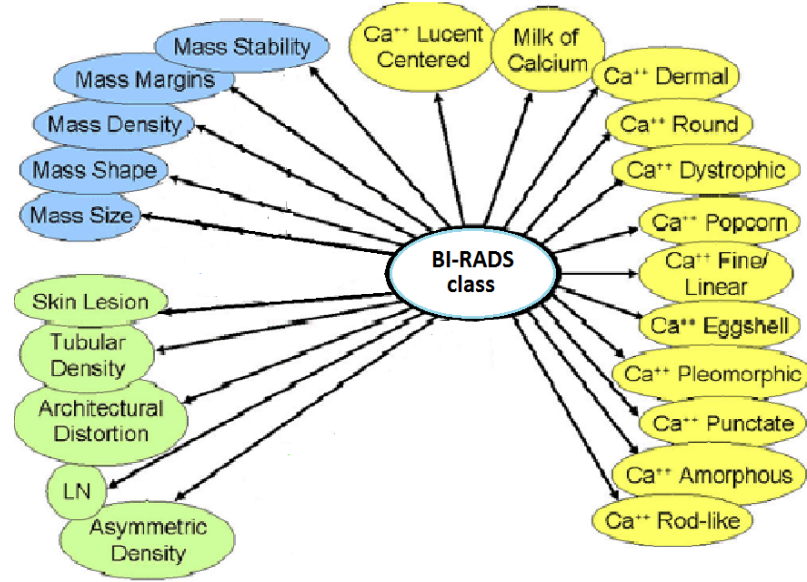 Mass Stability
Mass Margins
Mass Density
Mass Shape
Mass Size
Ca⁺⁺ Lucent
Centered
Milk of
Calcium
Ca⁺⁺ Dermal
Ca⁺⁺ Round
Ca⁺⁺ Dystrophic
Ca⁺⁺ Popcorn
Ca⁺⁺ Fine/
Linear
Ca⁺⁺ Eggshell
Ca⁺⁺ Pleomorphic
Ca⁺⁺ Punctate
Ca⁺⁺ Amorphous
Ca⁺⁺ Rod-like
BI-RADS
class
Skin Lesion
Tubular
Density
Architectural
Distortion
LN
Asymmetric
Density